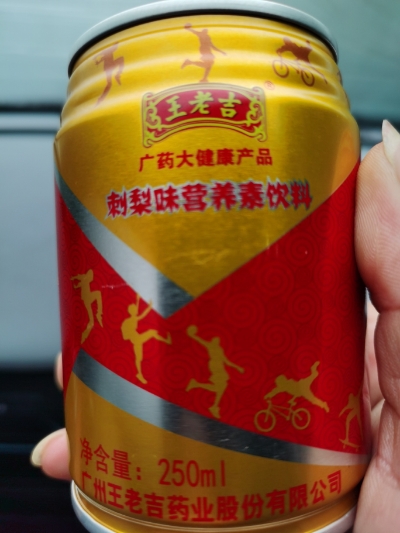 王老吉
广药大健康产品
刺梨味营养素饮料
净含量：250ml
广州王老吉药业股份有限公司